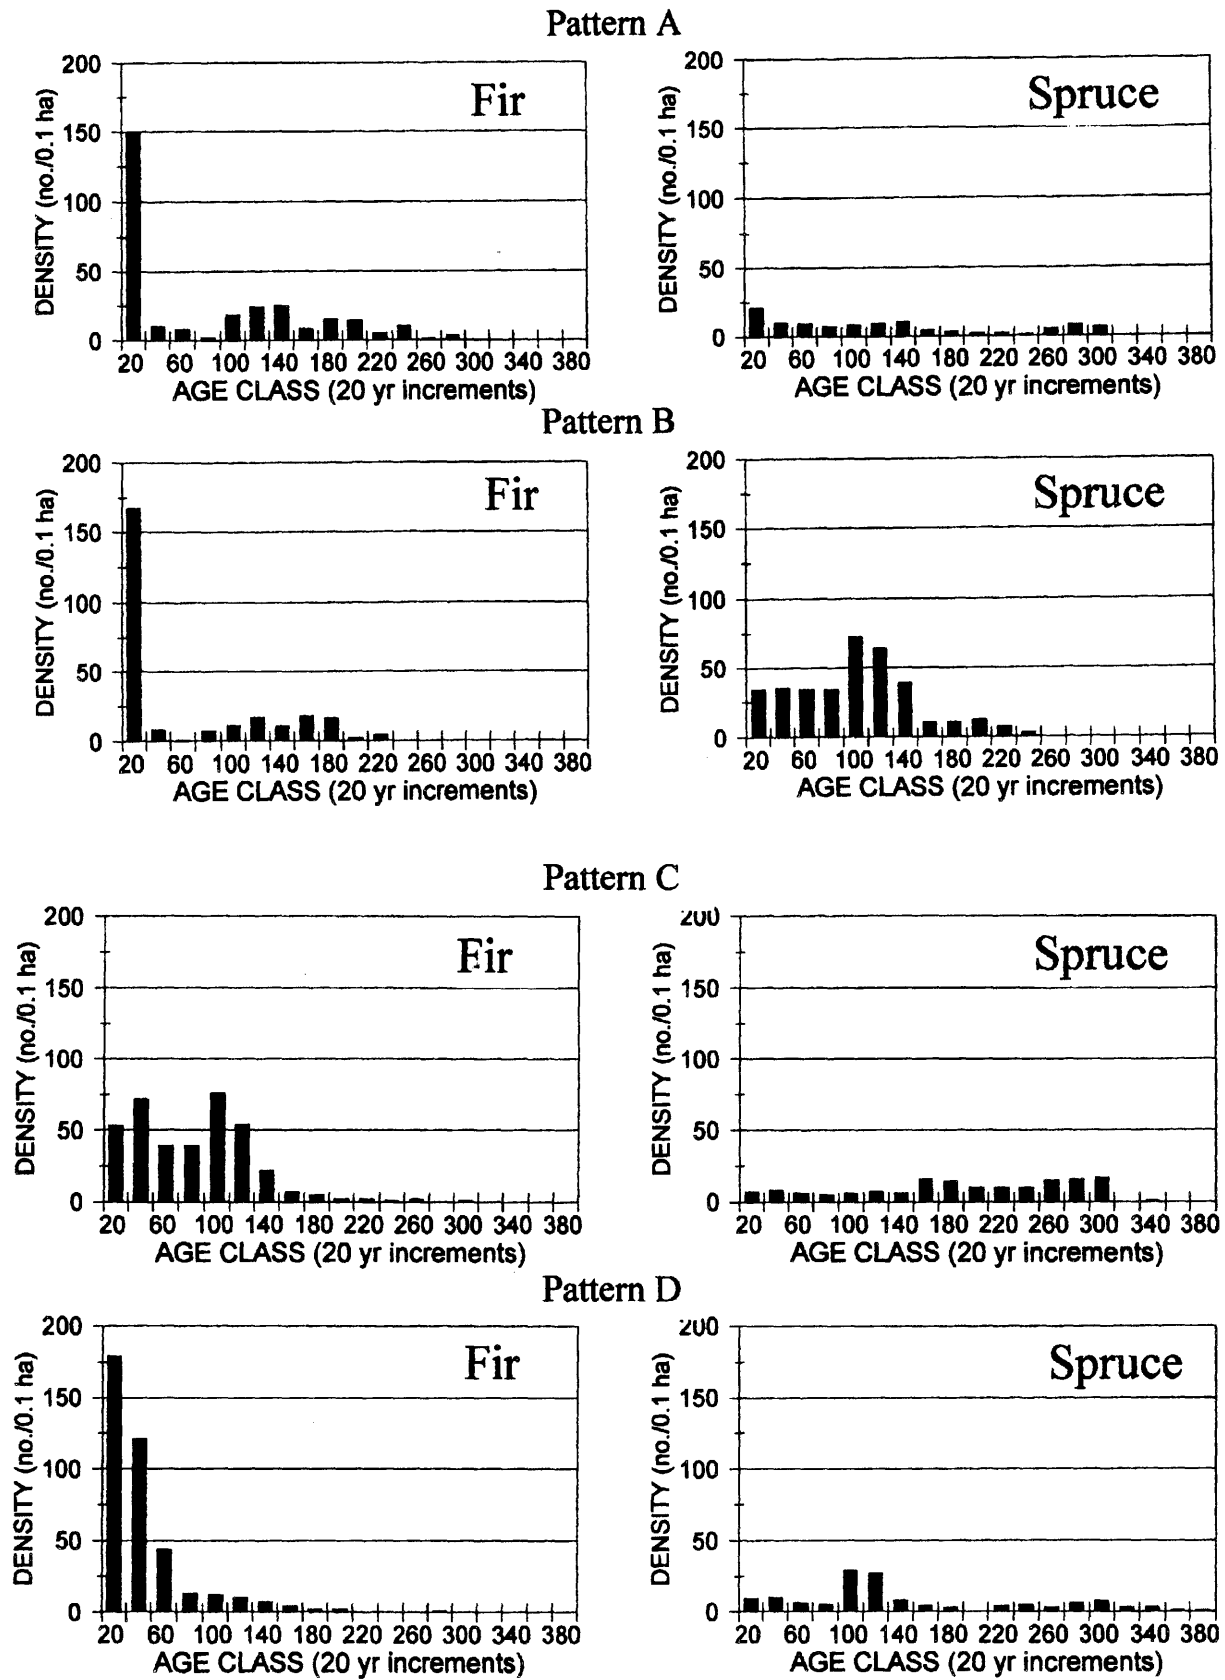 Pattern A
Fir
Spruce
DENSITY (no./0.1 ha)
200
150
100
50
0
20 60 100 140 180 220 260 300 340 380
AGE CLASS (20 yr increments)
DENSITY (no./0.1 ha)
200
150
100
50
0
20 60 100 140 180 220 260 300 340 380
AGE CLASS (20 yr increments)
Pattern B
Fir
Spruce
DENSITY (no./0.1 ha)
200
150
100
50
0
20 60 100 140 180 220 260 300 340 380
AGE CLASS (20 yr increments)
DENSITY (no./0.1 ha)
200
150
100
50
0
20 60 100 140 180 220 260 300 340 380
AGE CLASS (20 yr increments)
Pattern C
Fir
Spruce
DENSITY (no./0.1 ha)
200
150
100
50
0
20 60 100 140 180 220 260 300 340 380
AGE CLASS (20 yr increments)
DENSITY (no./0.1 ha)
200
150
100
50
0
20 60 100 140 180 220 260 300 340 380
AGE CLASS (20 yr increments)
Pattern D
Fir
Spruce
DENSITY (no./0.1 ha)
200
150
100
50
0
20 60 100 140 180 220 260 300 340 380
AGE CLASS (20 yr increments)
DENSITY (no./0.1 ha)
200
150
100
50
0
20 60 100 140 180 220 260 300 340 380
AGE CLASS (20 yr increments)